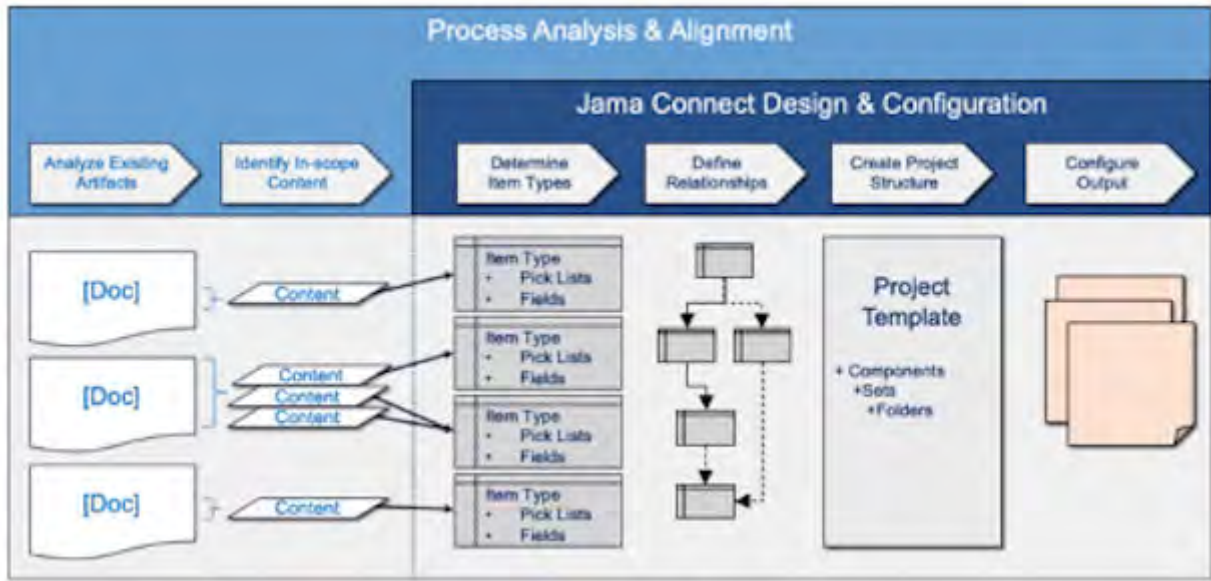 Process Analysis & Alignment
Jama Connect Design & Configuration
Analyze Existing
Artifacts
Identify In-scope
Content
Determine
Item Types
Define
Relationships
Create Project
Structure
Configure
Output
[Doc]
Content
Item Type
+ Pick Lists
+ Fields
[Doc]
Content
Content
Content
Item Type
+ Pick Lists
+ Fields
Item Type
+ Pick Lists
+ Fields
[Doc]
Content
Item Type
+ Pick Lists
+ Fields
Project
Template
+ Components
+Sets
+Folders